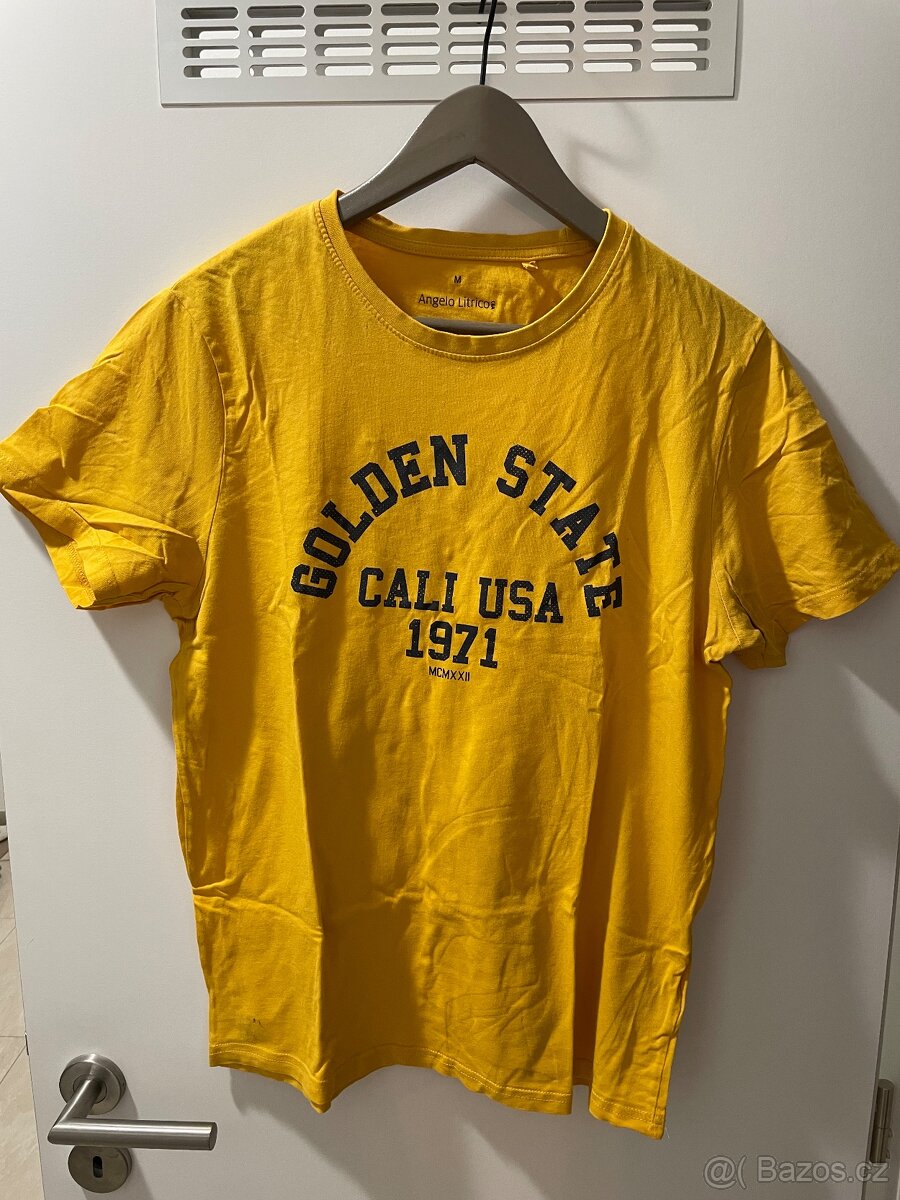 M
Angelo Litrico
GOLDEN STATE
CALI USA
1971
MCMXXII
@( Bazos.cz